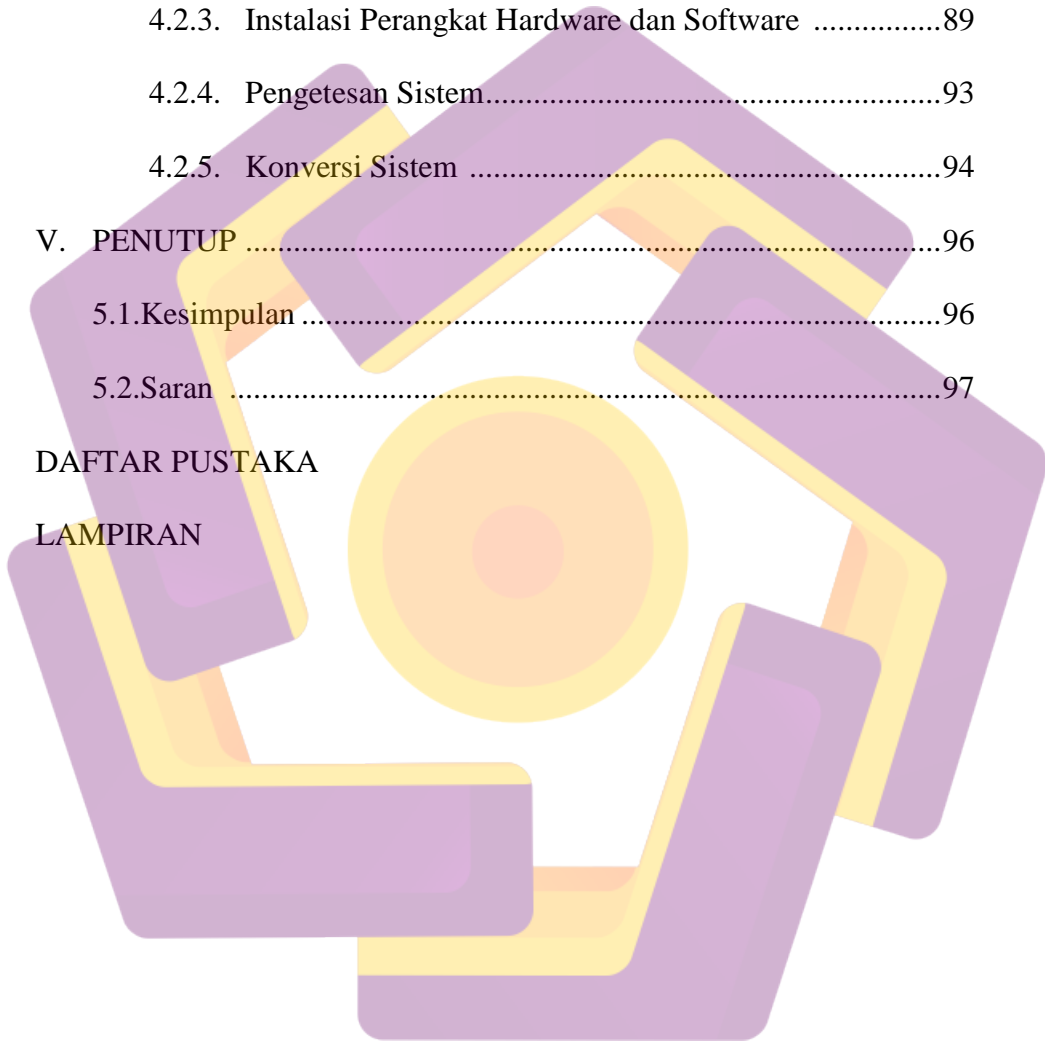 4.2.3. Instalasi Perangkat Hardware dan Software ...............89
4.2.4. Pengetesan Sistem.....................................................93
4.2.5. Konversi Sistem .......................................................94
V. PENUTUP .................................................................................96
5.1.Kesimpulan .........................................................................96
5.2.Saran ..................................................................................97
DAFTAR PUSTAKA
LAMPIRAN